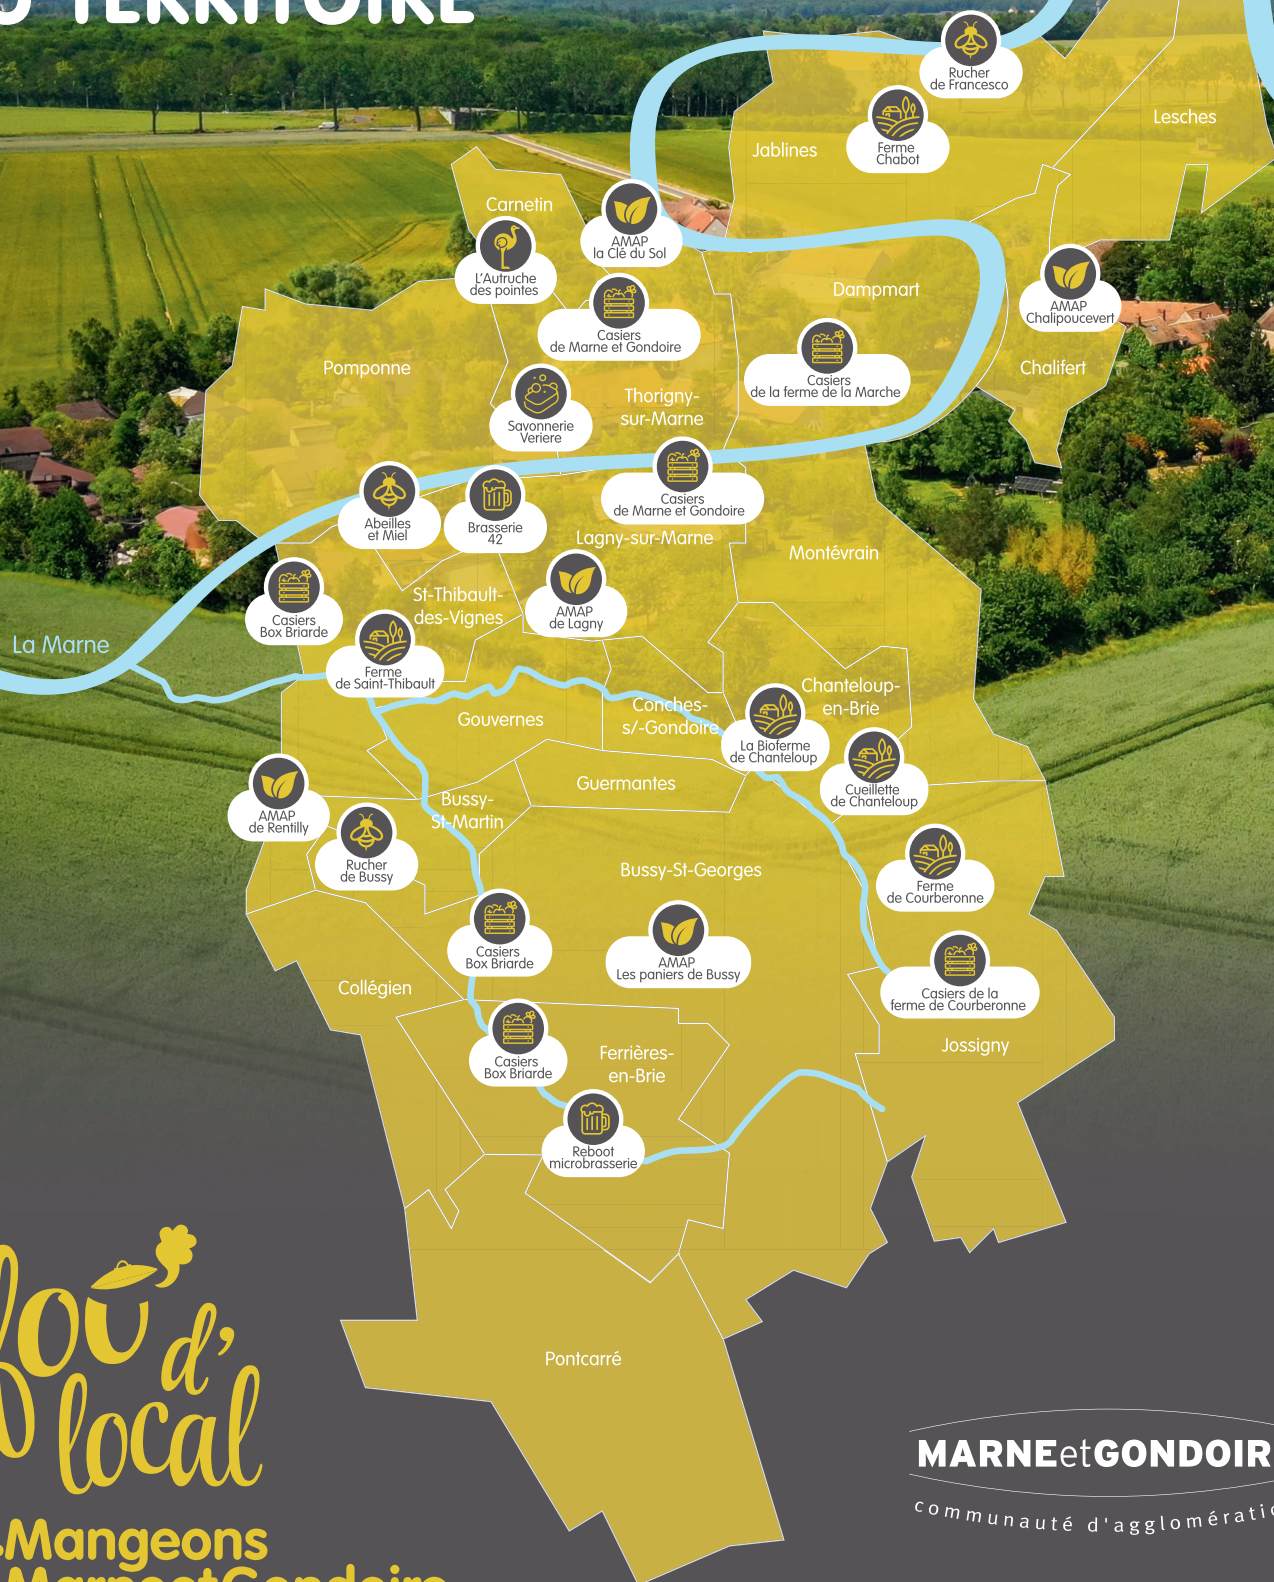 TERRITOIRE
Rucher
de Francesco
Lesches
Ferme
Chabot
Jablines
Carnetin
AMAP
la Clé du Sol
L'Autruche
des pointes
Dampmart
AMAP
Chalipoucevert
Casiers
de Marne et Gondoire
Pomponne
Chalifert
Casiers
de la ferme de la Marche
Thorigny-
sur-Marne
Savonnerie
Veriere
Casiers
de Marne et Gondoire
Abeilles
et Miel
Brasserie
42
Lagny-sur-Marne
Montévrain
St-Thibault-
des-Vignes
AMAP
de Lagny
Casiers
Box Briarde
La Marne
Ferme
de Saint-Thibault
Chanteloup-
en-Brie
Conches-
s/-Gondoire
Gouvernes
La Bioferme
de Chanteloup
Guermantes
Cueillette
de Chanteloup
Bussy-
St-Martin
AMAP
de Rentilly
Rucher
de Bussy
Bussy-St-Georges
Ferme
de Courberonne
Casiers
Box Briarde
AMAP
Les paniers de Bussy
Collégien
Casiers de la
ferme de Courberonne
Jossigny
Casiers
Box Briarde
Ferrières-
en-Brie
Reboot
microbrasserie
Pontcarré
fou
d'
local
MARNEetGONDOIR
communauté d'agglomératio
Mangeons
MarneetGondoire